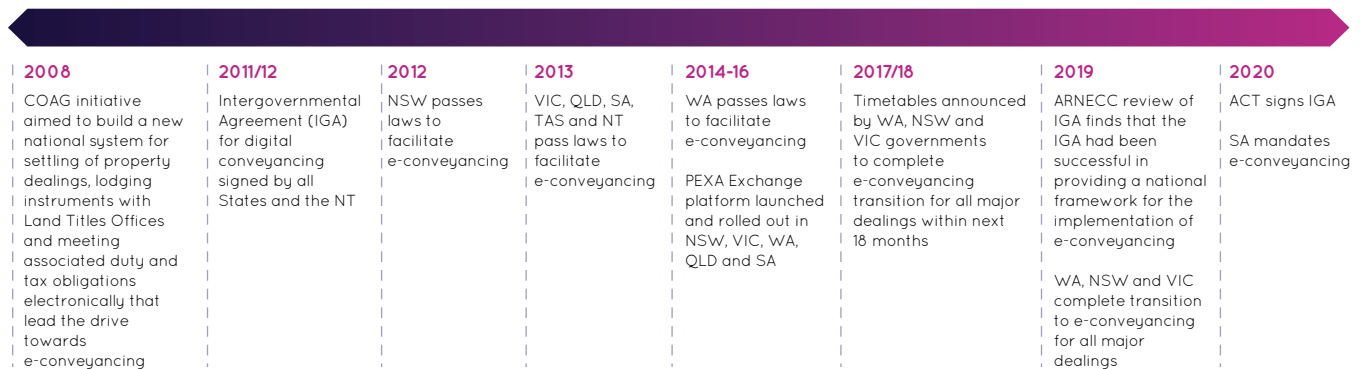 2008
COAG initiative
aimed to build a new
national system for
settling of property
dealings, lodging
instruments with
Land Titles Offices
and meeting
associated duty and
tax obligations
electronically that
lead the drive
towards
e-conveyancing
2011/12
Intergovernmental
Agreement (IGA)
for digital
conveyancing
signed by all
States and the NT
2012
NSW passes
laws to
facilitate
e-conveyancing
2013
VIC, QLD, SA,
TAS and NT
pass laws to
facilitate
e-conveyancing
2014-16
WA passes laws
to facilitate
e-conveyancing
PEXA Exchange
platform launched
and rolled out in
NSW, VIC, WA,
QLD and SA
2017/18
Timetables announced
by WA, NSW and
VIC governments
to complete
e-conveyancing
transition for all major
dealings within next
18 months
2019
ARNECC review of
IGA finds that the
IGA had been
successful in
providing a national
framework for the
implementation of
e-conveyancing
WA, NSW and VIC
complete transition
to e-conveyancing
for all major
dealings
2020
ACT signs IGA
SA mandates
e-conveyancing